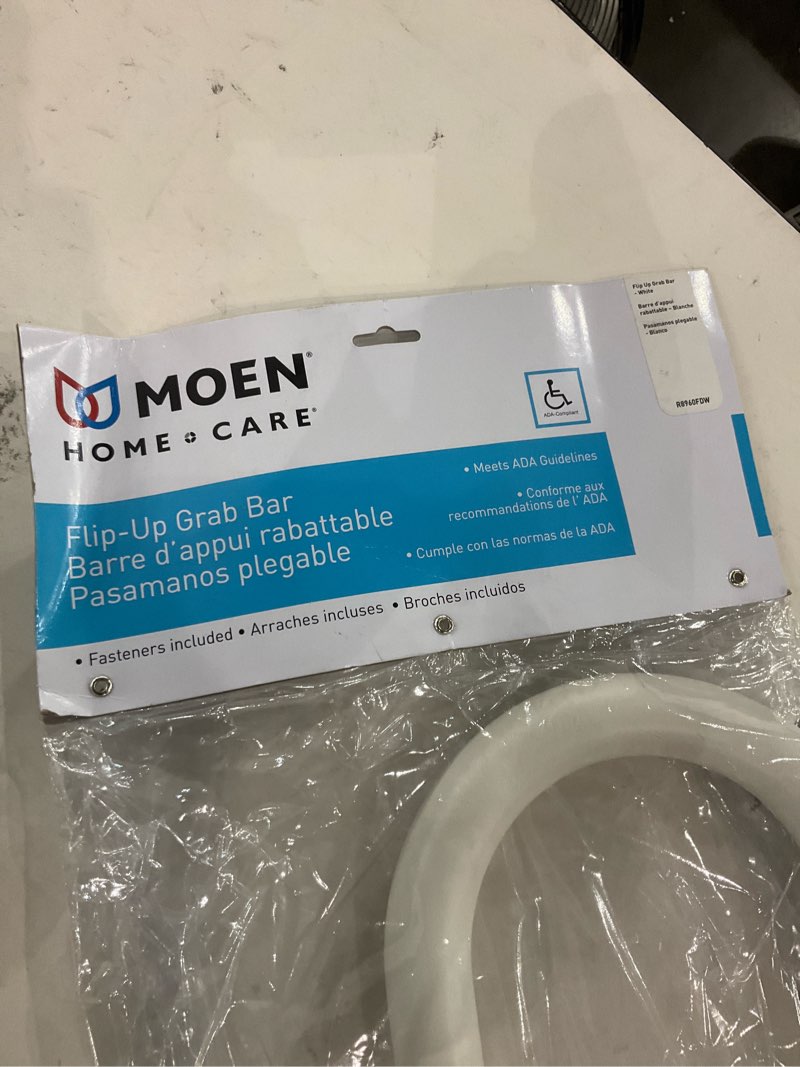 MOEN®
HOME CARE®
Flip-Up Grab Bar
Barre d'appui rabattable
Pasamanos plegable
ADA-Compliant
• Meets ADA Guidelines
• Conforme aux
recommandations de l' ADA
• Cumple con las normas de la ADA
• Fasteners included • Arraches incluses • Broches incluidos
Flip Up Grab Bar
- White
Barre d'appui
rabattable - Blanche
Pasamanos plegable
- Blanco
R8960FDW